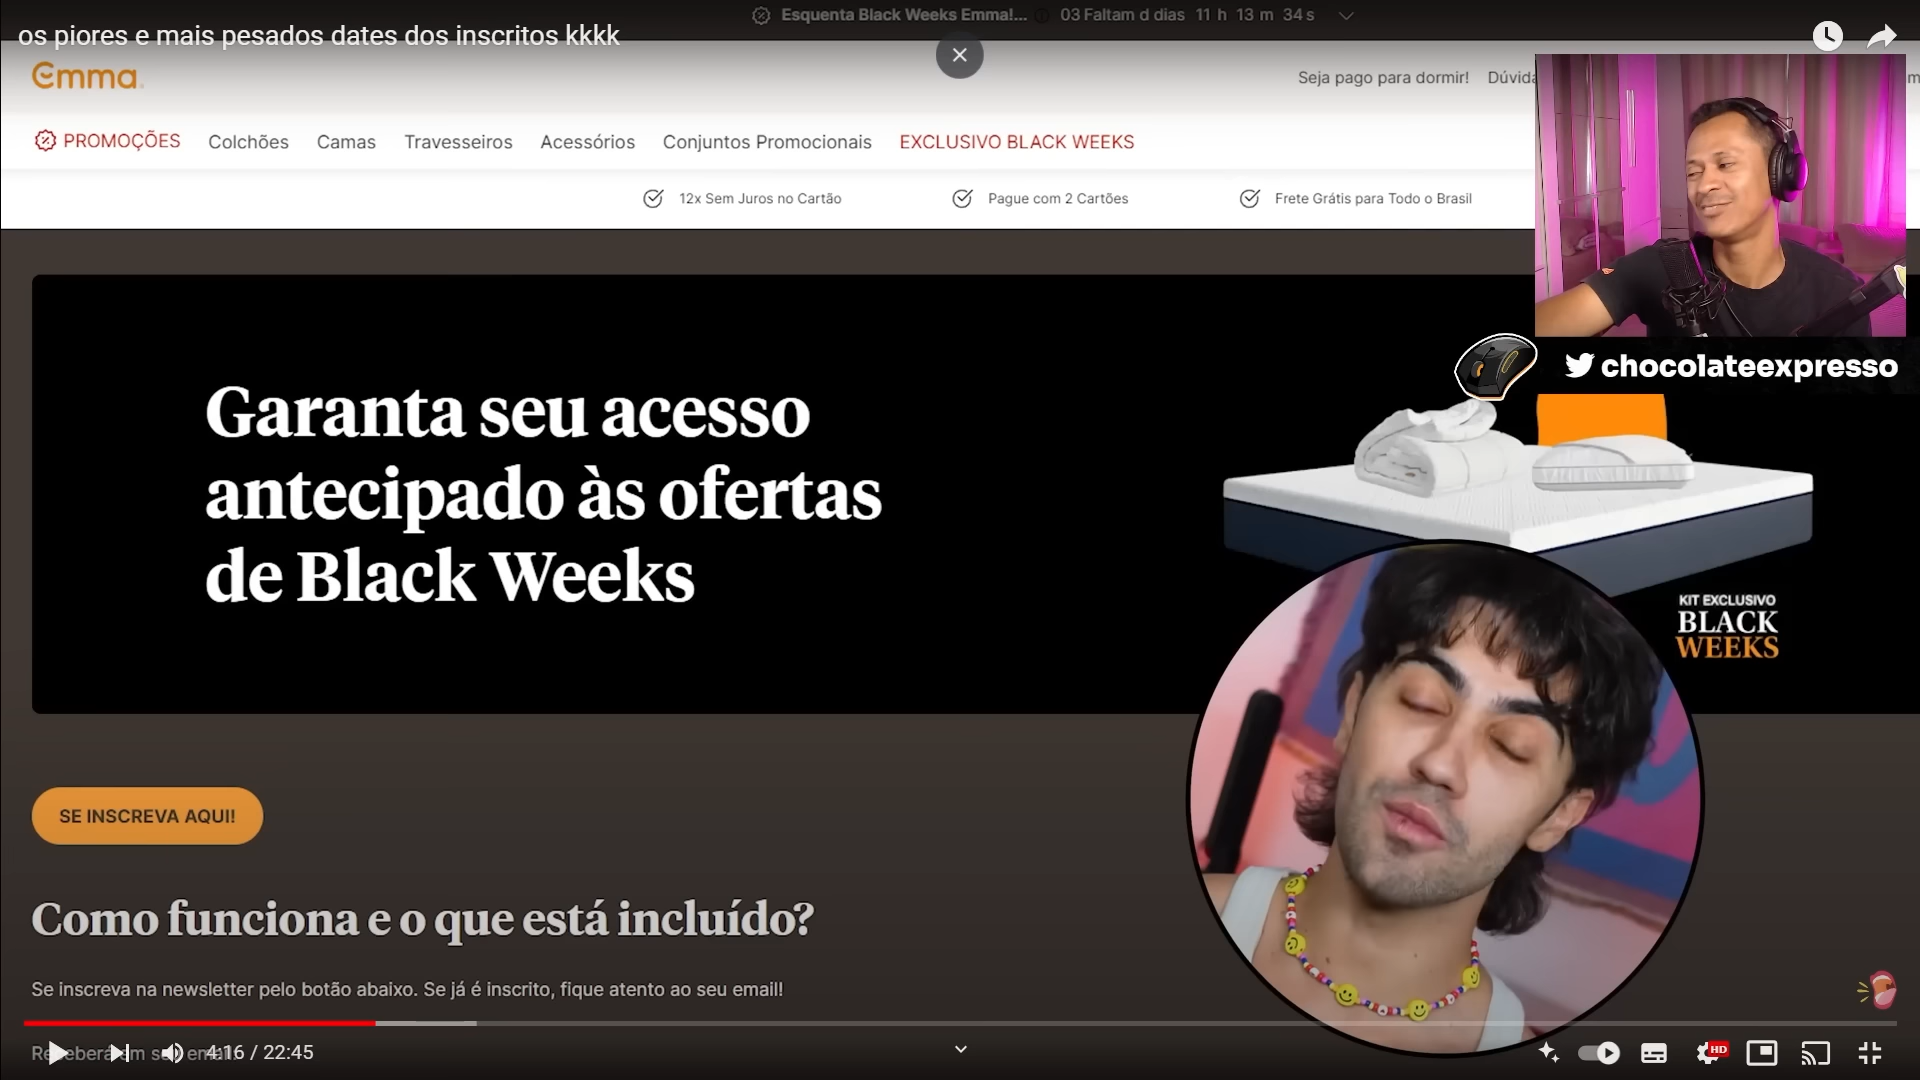 Esquenta Black Weeks Emma!... 03 Faltam d dias 11 h 13 m 34 s
os piores e mais pesados dates dos inscritos kkkk
Emma
Seja pago para dormir!
PROMOÇÕES Colchões Camas Travesseiros Acessórios Conjuntos Promocionais EXCLUSIVO BLACK WEEKS
12x Sem Juros no Cartão Pague com 2 Cartões Frete Grátis para Todo o Brasil
chocolateexpresso
Garanta seu acesso
antecipado às ofertas
de Black Weeks
KIT EXCLUSIVO
BLACK
WEEKS
SE INSCREVA AQUI!
Como funciona e o que está incluído?
Se inscreva na newsletter pelo botão abaixo. Se já é inscrito, fique atento ao seu email!
4:16 / 22:45
HD